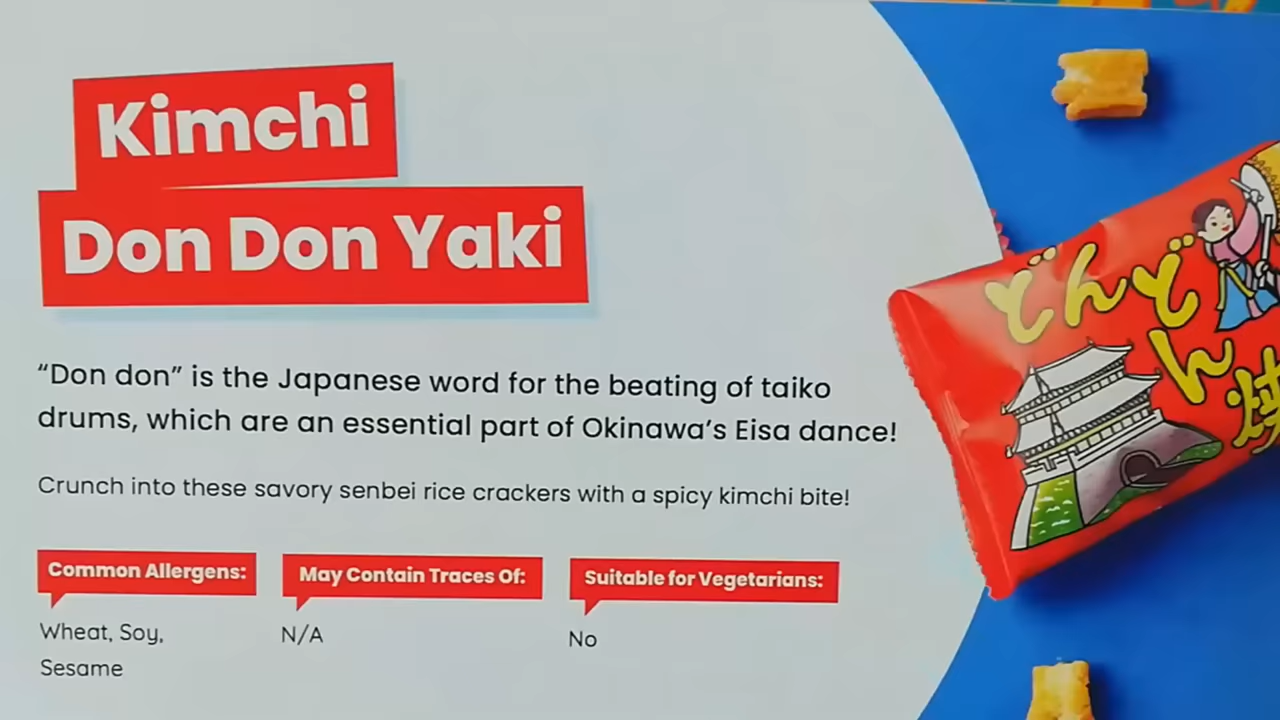 Kimchi
Don Don Yaki
“Don don” is the Japanese word for the beating of taiko
drums, which are an essential part of Okinawa’s Eisa dance!
Crunch into these savory senbei rice crackers with a spicy kimchi bite!
Common Allergens:
Wheat, Soy,
Sesame
May Contain Traces Of:
N/A
Suitable for Vegetarians:
No
どんどん焼